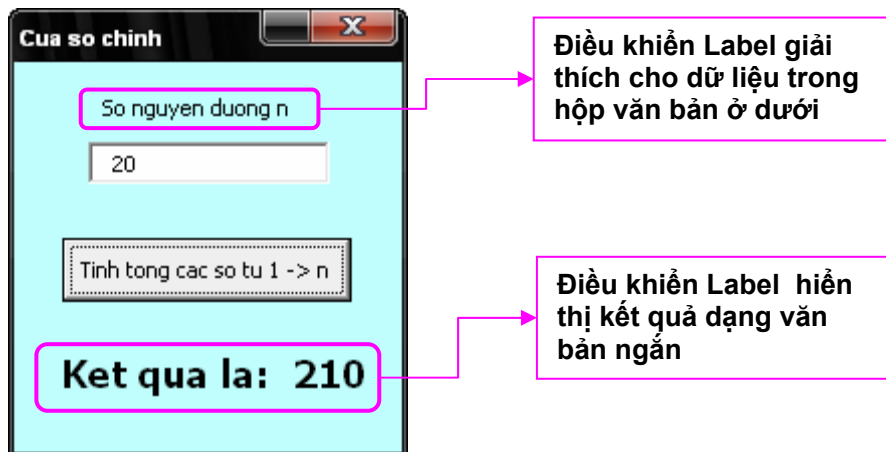 Cua so chinh
So nguyen duong n
20
Tinh tong cac so tu 1 -> n
Ket qua la: 210
Điều khiển Label giải
thích cho dữ liệu trong
hộp văn bản ở dưới
Điều khiển Label hiển
thị kết quả dạng văn
bản ngắn